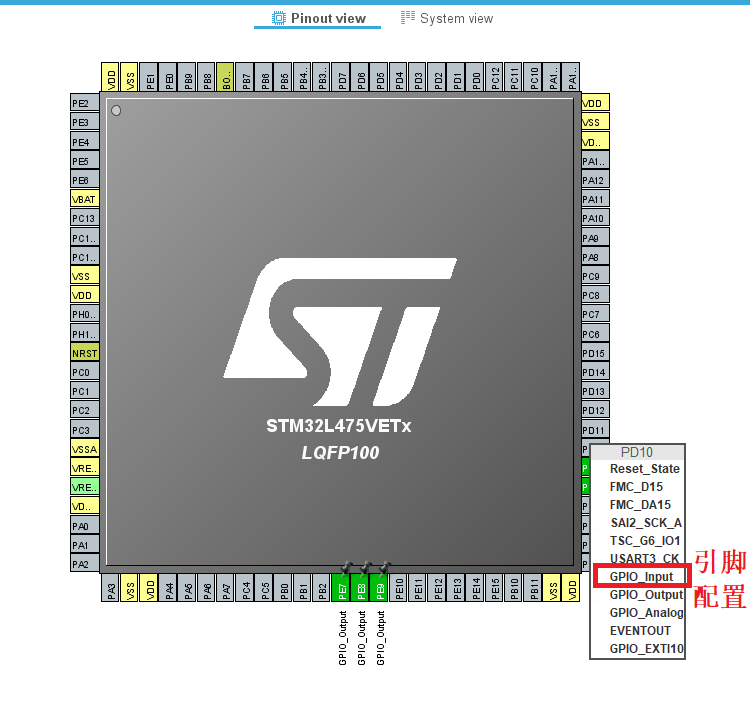 Pinout view
System view
VDD
VSS
PE1
PE0
PB9
PB8
BO..
PB7
PB6
PB5
PB4..
PB3..
PD7
PD6
PD5
PD4
PD3
PD2
PD1
PD0
PC12
PC11
PC10
PA1..
PA1..
PE2
PE3
PE4
PE5
PE6
VBAT
PC13
PC1..
PC1..
VSS
VDD
PH0..
PH1..
NRST
PC0
PC1
PC2
PC3
VSSA
VRE..
VRE..
VD..
PA0
PA1
PA2
STM32L475VETx
LQFP100
VDD
VSS
VD..
PA1..
PA12
PA11
PA10
PA9
PA8
PC9
PC8
PC7
PC6
PD15
PD14
PD13
PD12
PD11
P
P
P
P
P
P
P
PD10
Reset_State
FMC_D15
FMC_DA15
SAI2_SCK_A
TSC_G6_IO1
USART3_CK
GPIO_Input
GPIO_Output
GPIO_Analog
EVENTOUT
GPIO_EXTI10
引脚
配置
PA3
VSS
VDD
PA4
PA5
PA6
PA7
PC4
PC5
PB0
PB1
PB2
PE7
PE8
PE9
PE10
PE11
PE12
PE13
PE14
PE15
PB10
PB11
VSS
VDD
GPIO_Output
GPIO_Output
GPIO_Output